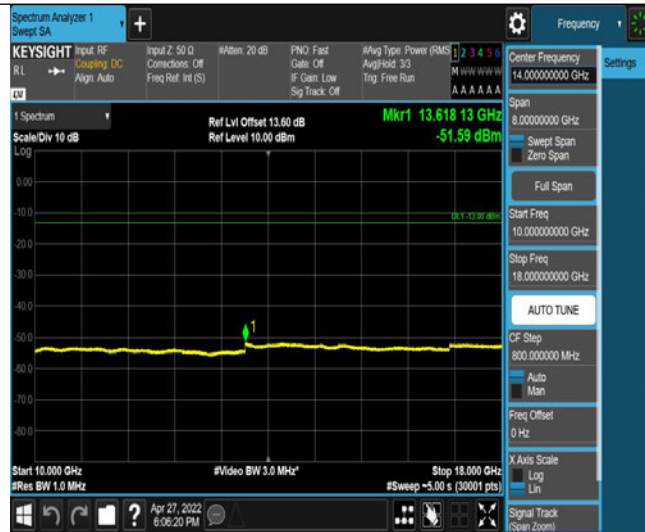 Spectrum Analyzer 1
Swept SA
Frequency
KEYSIGHT
Input: RF
Coupling: DC
Align: Auto
Input Z: 50 Ω
Corrections: Off
Freq Ref: Int (S)
#Atten: 20 dB
PNO: Fast
Gate: Off
IF Gain: Low
Sig Track: Off
#Avg Type: Power (RMS
Avg|Hold: 3/3
Trig: Free Run
1 2 3 4 5 6
M W W W W W
A A A A A A
RL
LXI
1 Spectrum
Scale/Div 10 dB
Log
Ref Lvl Offset 13.60 dB
Ref Level 10.00 dBm
Mkr1 13.618 13 GHz
-51.59 dBm
0.00
-10.0
DL1 -13.00 dBm
-20.0
-30.0
-40.0
1
-50.0
-60.0
-70.0
-80.0
Start 10.000 GHz
#Res BW 1.0 MHz
#Video BW 3.0 MHz*
Stop 18.000 GHz
#Sweep ~5.00 s (30001 pts)
Apr 27, 2022
6:06:20 PM
Center Frequency
14.000000000 GHz
Settings
Span
8.00000000 GHz
Swept Span
Zero Span
Full Span
Start Freq
10.000000000 GHz
Stop Freq
18.000000000 GHz
AUTO TUNE
CF Step
800.000000 MHz
Auto
Man
Freq Offset
0 Hz
X Axis Scale
Log
Lin
Signal Track
(Span Zoom)